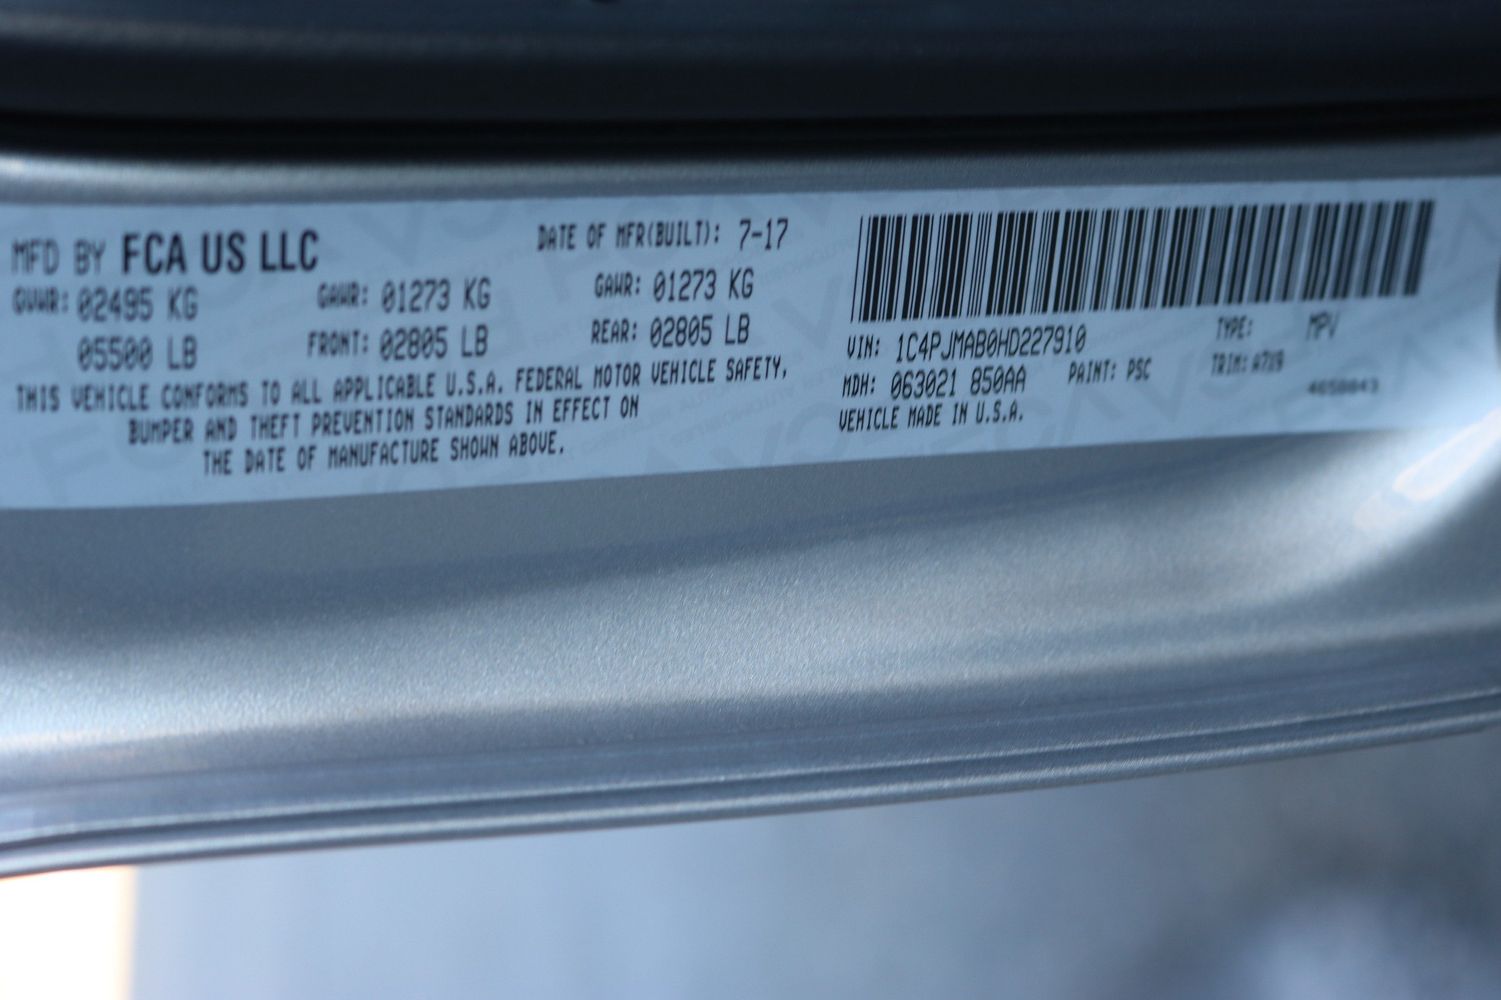 MFD BY FCA US LLC
DATE OF MFR(BUILT): 7-17
GVWR: 02495 KG
GAWR: 01273 KG
GAWR: 01273 KG
05500 LB
FRONT: 02805 LB
REAR: 02805 LB
THIS VEHICLE CONFORMS TO ALL APPLICABLE U.S.A. FEDERAL MOTOR VEHICLE SAFETY,
BUMPER AND THEFT PREVENTION STANDARDS IN EFFECT ON
THE DATE OF MANUFACTURE SHOWN ABOVE.
VIN: 1C4PJMAB0HD227910
TYPE: MPV
MDH: 063021 850AA
PAINT: PSC
TRIM: A7X9
VEHICLE MADE IN U.S.A.